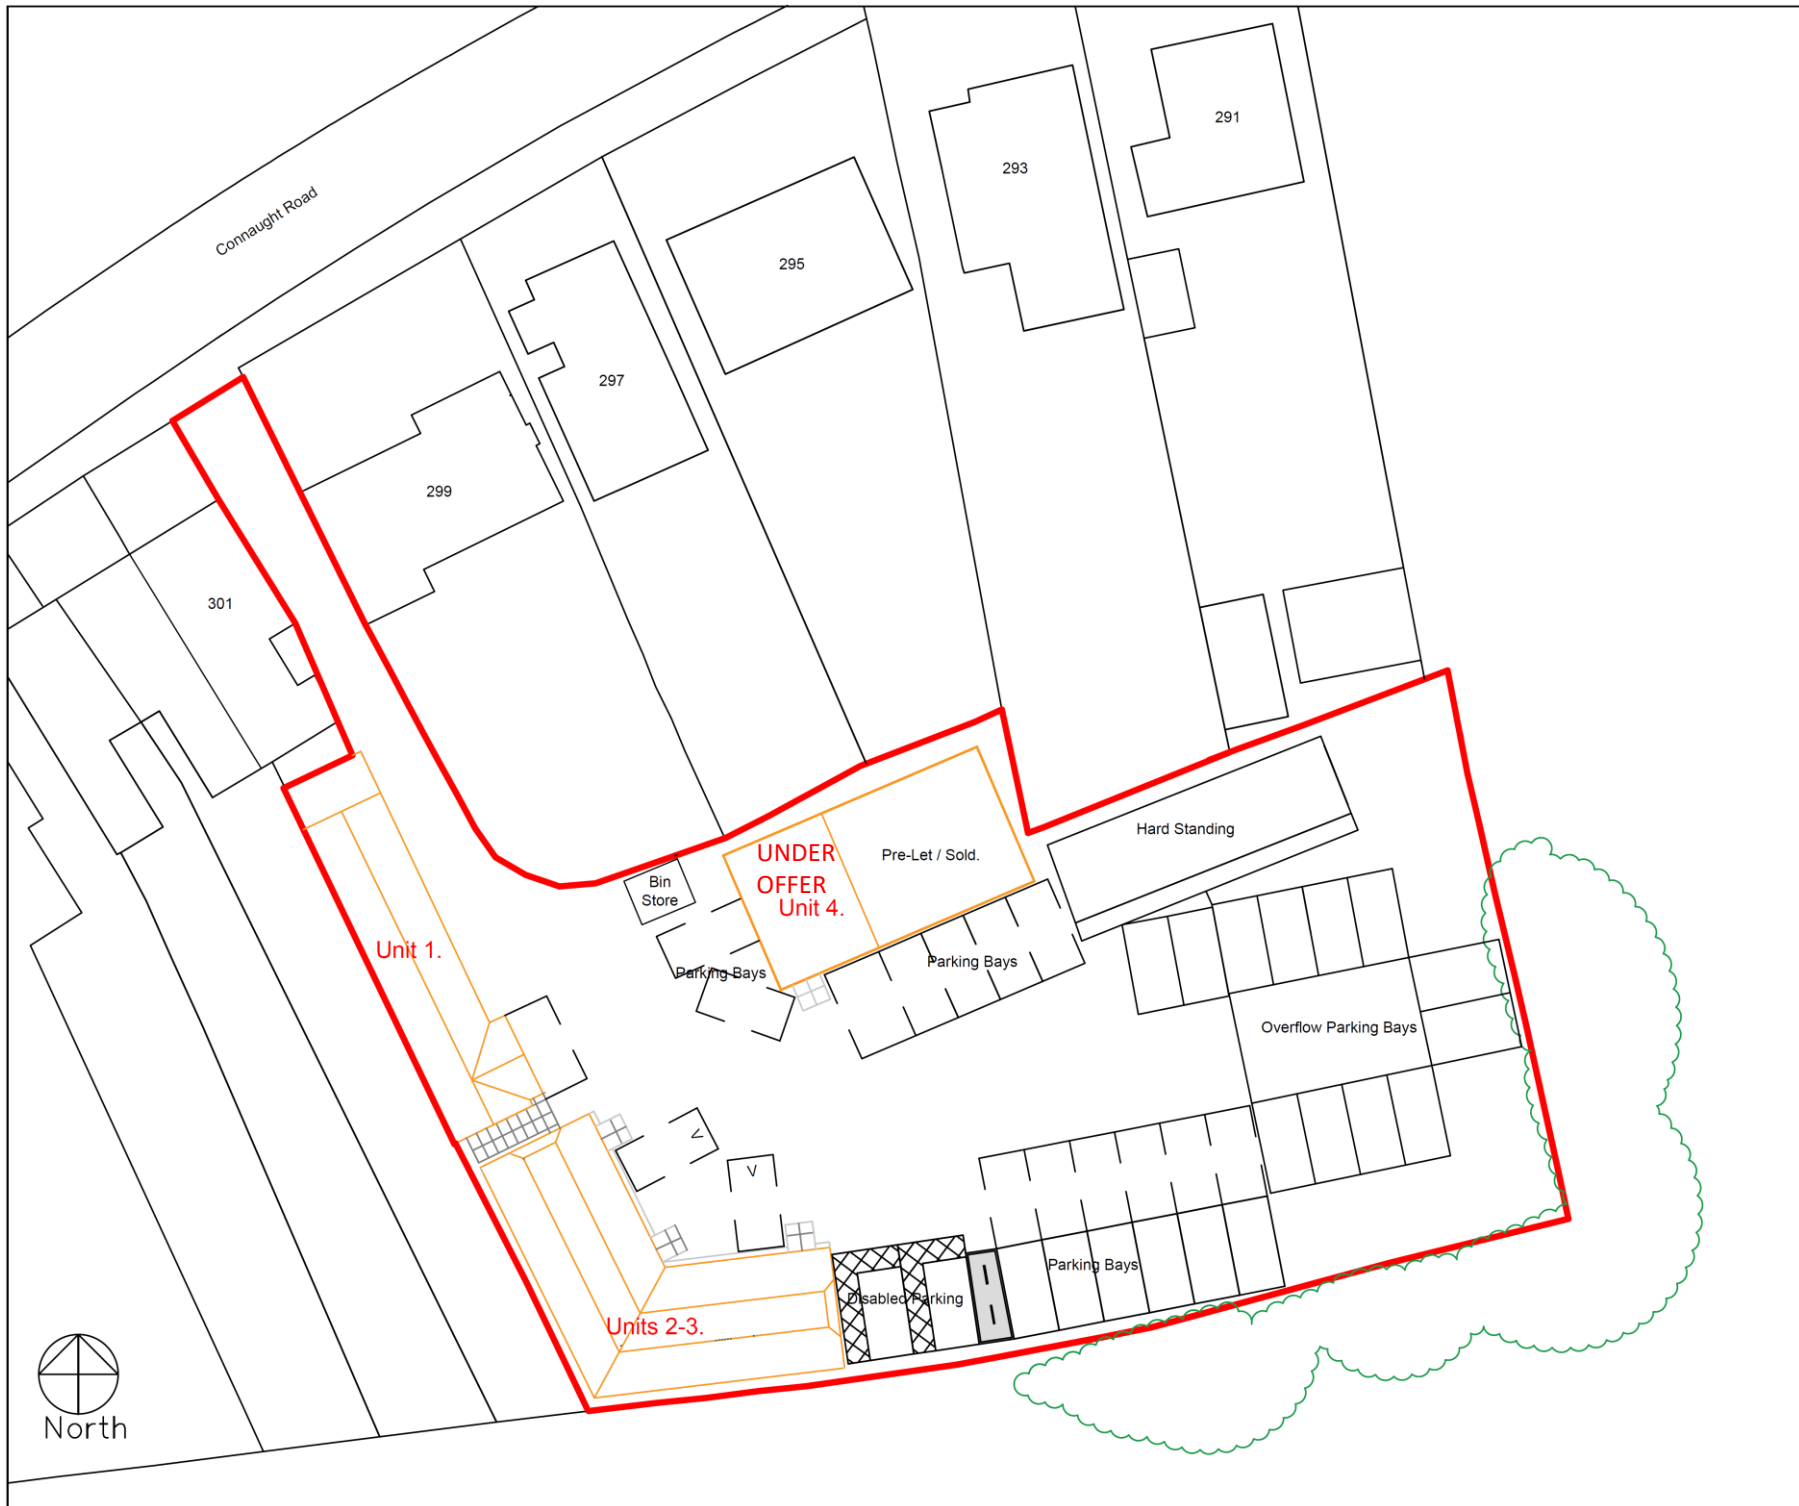 291
293
Connaught Road
295
297
299
301
Hard Standing
UNDER
OFFER
Unit 4.
Pre-Let / Sold.
Bin
Store
Unit 1.
Parking Bays
Parking Bays
Overflow Parking Bays
V
V
Parking Bays
Disabled Parking
Units 2-3.
North